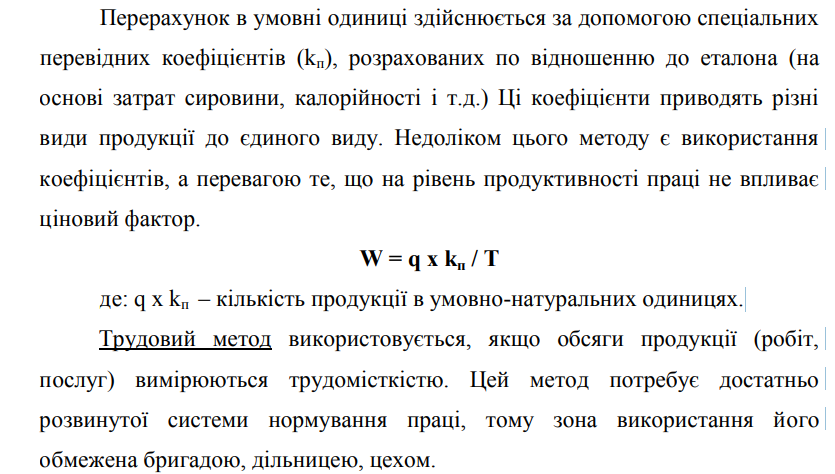 Перерахунок в умовні одиниці здійснюється за допомогою спеціальних
перевідних коефіцієнтів (kп), розрахованих по відношенню до еталона (на
основі затрат сировини, калорійності і т.д.) Ці коефіцієнти приводять різні
види продукції до єдиного виду. Недоліком цього методу є використання
коефіцієнтів, а перевагою те, що на рівень продуктивності праці не впливає
ціновий фактор.
W = q x kп / T
де: q x kп – кількість продукції в умовно-натуральних одиницях.
Трудовий метод використовується, якщо обсяги продукції (робіт,
послуг) вимірюються трудомісткістю. Цей метод потребує достатньо
розвинутої системи нормування праці, тому зона використання його
обмежена бригадою, дільницею, цехом.